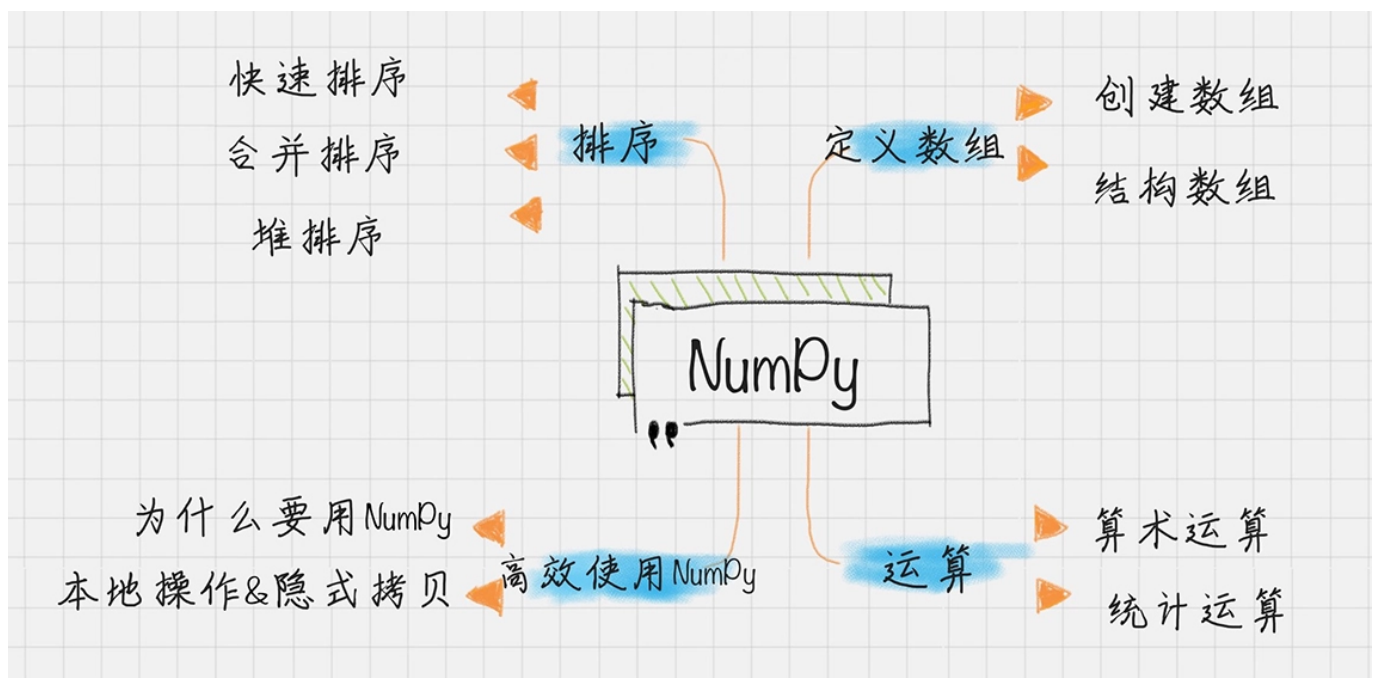 快速排序
合并排序
堆排序
排序
定义数组
创建数组
结构数组
NumPy
为什么要用NumPy
本地操作&隐式拷贝
高效使用NumPy
运算
算术运算
统计运算